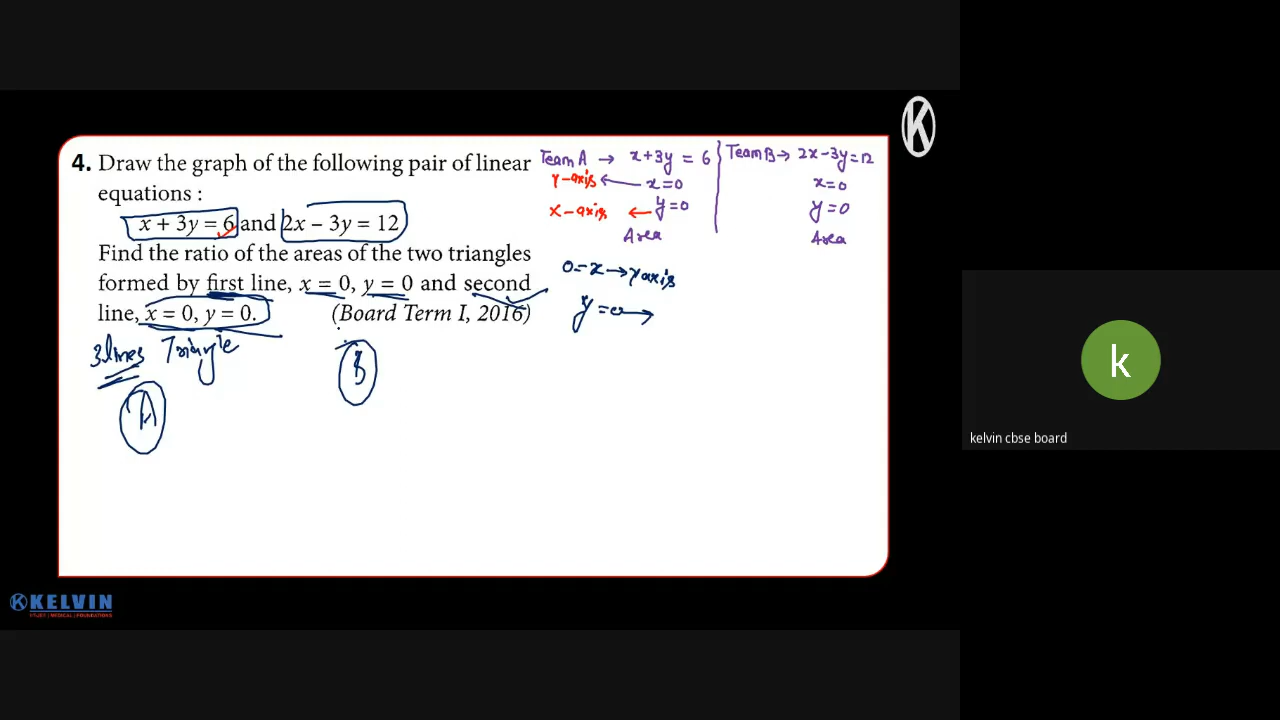 4. Draw the graph of the following pair of linear
equations :
x + 3y = 6 and 2x − 3y = 12
Find the ratio of the areas of the two triangles
formed by first line, x = 0, y = 0 and second
line, x = 0, y = 0. (Board Term I, 2016)
3 lines Triangle
A
B
Team A → x+3y = 6
Y-axis ← x=0
X-axis ← y=0
Area
Team B → 2x-3y=12
x=0
y=0
Area
0=x → y axis
y =0 →
K
KELVIN
k
kelvin cbse board